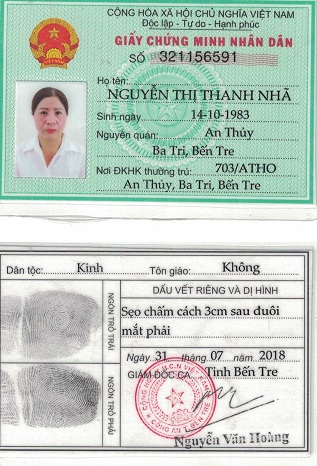 CỘNG HÒA XÃ HỘI CHỦ NGHĨA VIỆT NAM
Độc lập - Tự do - Hạnh phúc
GIẤY CHỨNG MINH NHÂN DÂN
SỐ 321156591
Họ tên:
NGUYỄN THỊ THANH NHÃ
Sinh ngày 14-10-1983
Nguyên quán: An Thủy
Ba Tri, Bến Tre
Nơi ĐKHK thường trú: 703/ATHO
An Thủy, Ba Tri, Bến Tre
Dân tộc: Kinh Tôn giáo: Không
NGÓN TRỎ TRÁI
NGÓN TRỎ PHẢI
DẤU VẾT RIÊNG VÀ DỊ HÌNH
Sẹo chấm cách 3cm sau đuôi
mắt phải
Ngày 31 tháng 07 năm 2018
GIÁM ĐỐC CA Tỉnh Bến Tre
Nguyễn Văn Hoàng